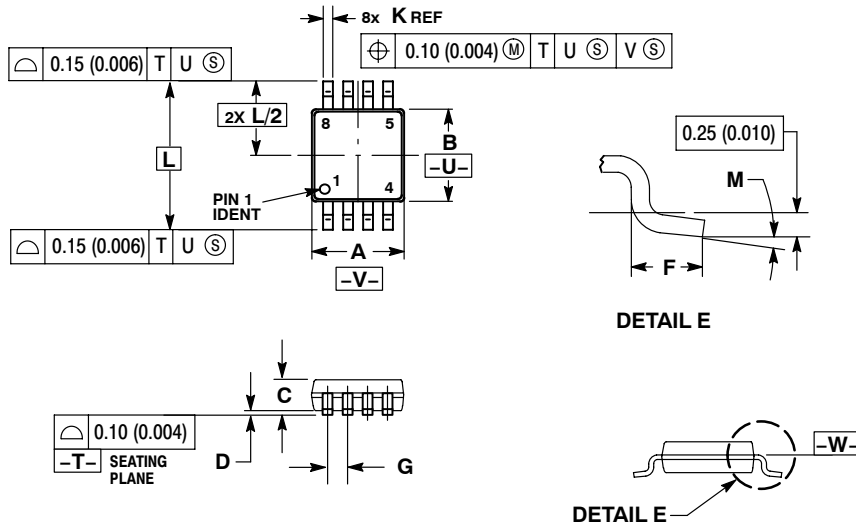 8x K REF
⌓ 0.15 (0.006) T U Ⓢ
⌖ 0.10 (0.004) Ⓜ T U Ⓢ V Ⓢ
2X L/2
8 5
B
-U-
L
0.25 (0.010)
M
PIN 1
IDENT
1 4
⌓ 0.15 (0.006) T U Ⓢ
A
-V-
F
DETAIL E
C
⌓ 0.10 (0.004)
-T- SEATING
PLANE
D
G
-W-
DETAIL E